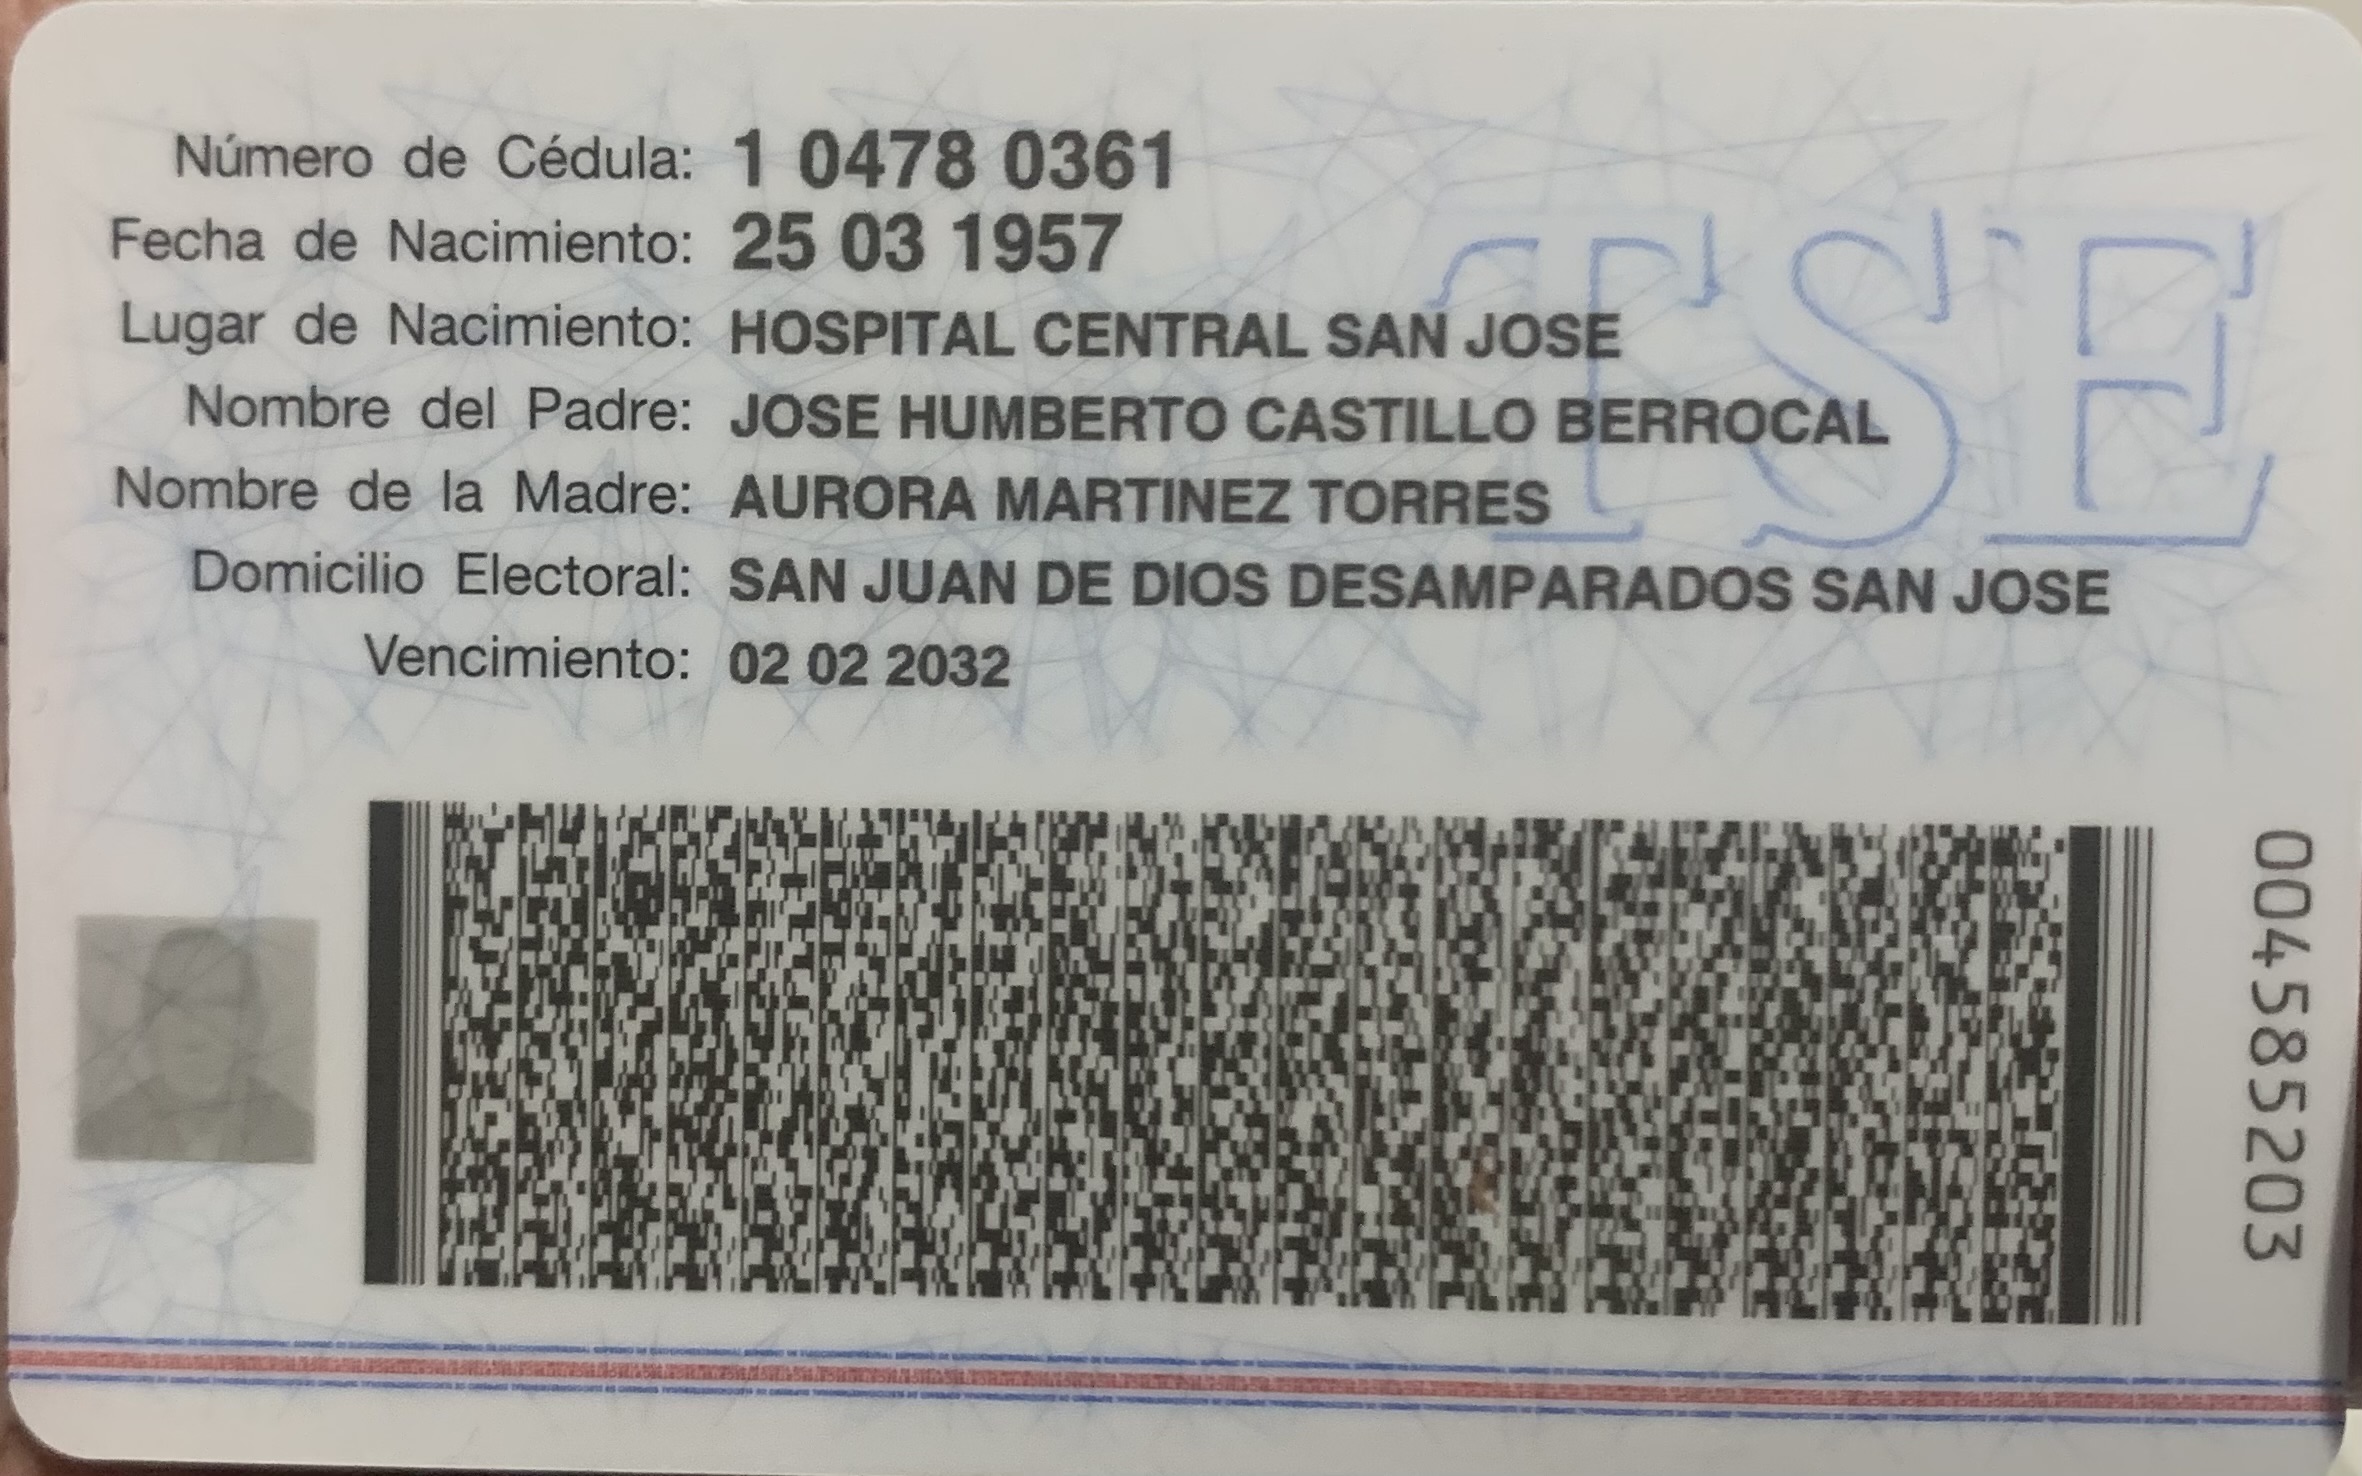 Número de Cédula: 1 0478 0361
Fecha de Nacimiento: 25 03 1957
Lugar de Nacimiento: HOSPITAL CENTRAL SAN JOSE
Nombre del Padre: JOSE HUMBERTO CASTILLO BERROCAL
Nombre de la Madre: AURORA MARTINEZ TORRES
Domicilio Electoral: SAN JUAN DE DIOS DESAMPARADOS SAN JOSE
Vencimiento: 02 02 2032
TSE
004585203